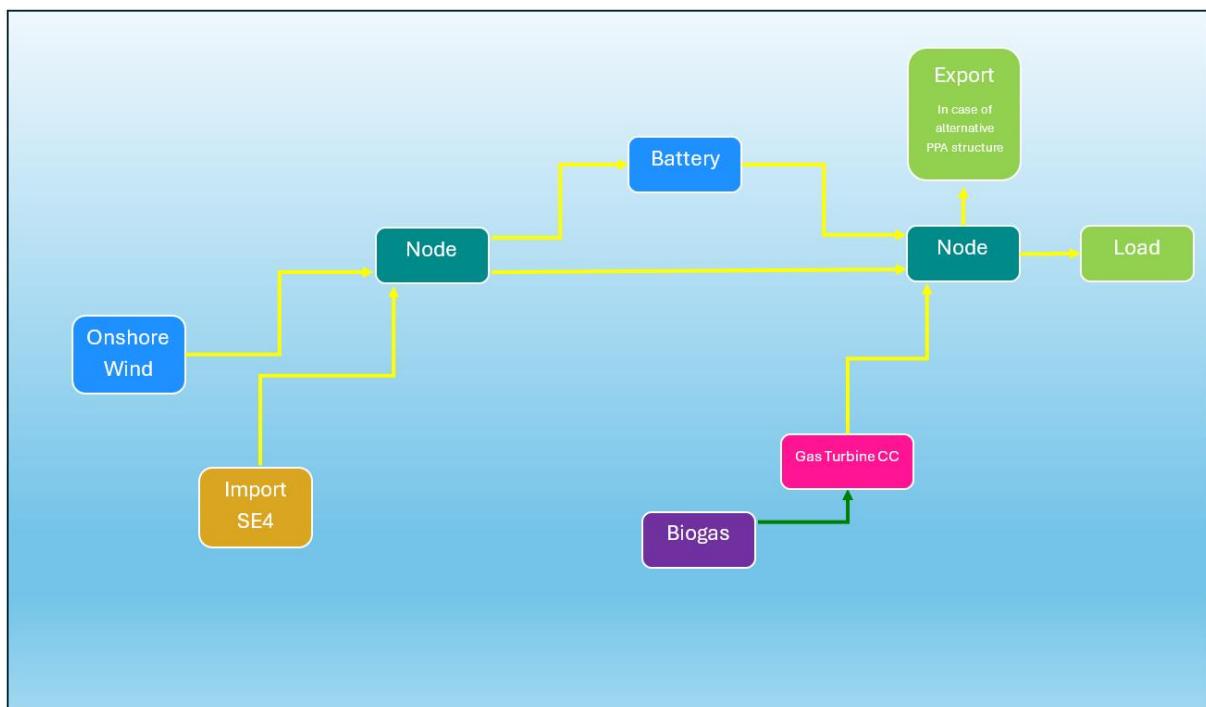 Export
In case of
alternative
PPA structure
Battery
Node
Node
Load
Onshore
Wind
Gas Turbine CC
Import
SE4
Biogas